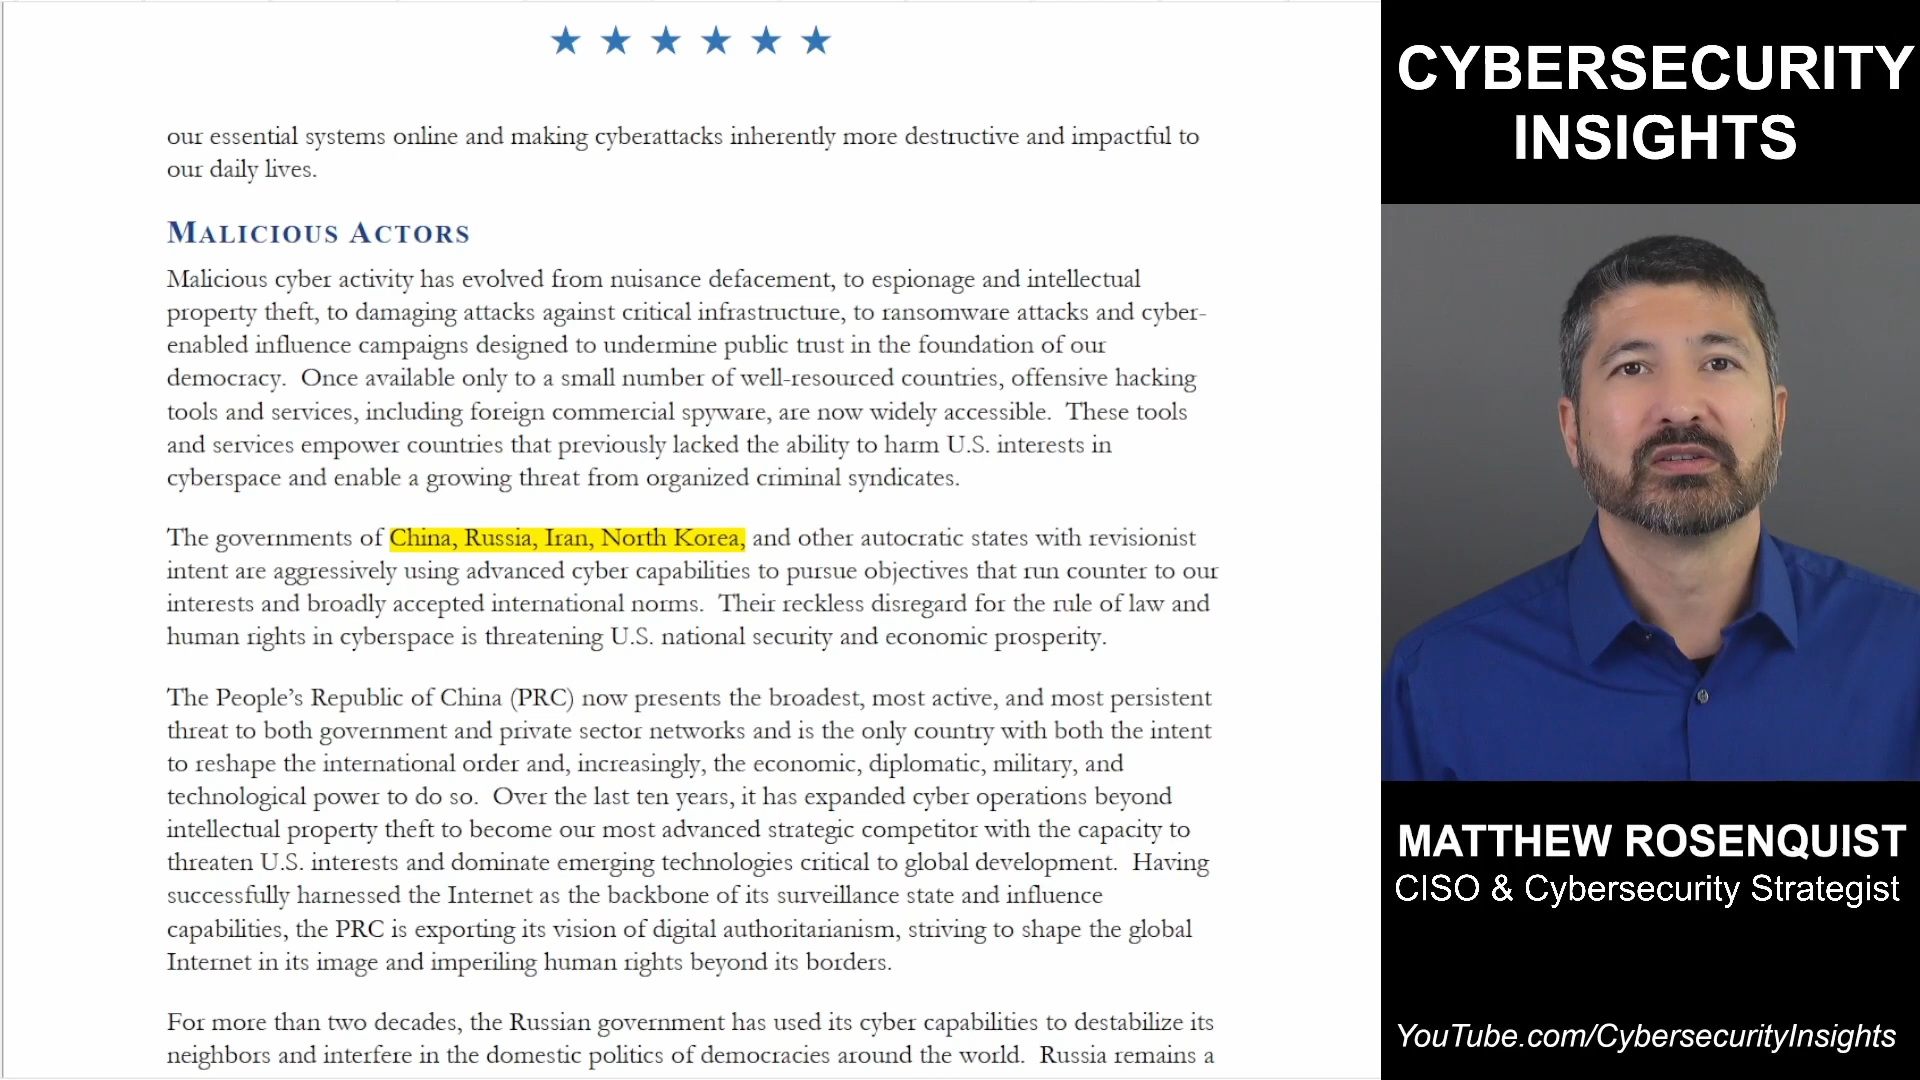 ★ ★ ★ ★ ★ ★
our essential systems online and making cyberattacks inherently more destructive and impactful to
our daily lives.
MALICIOUS ACTORS
Malicious cyber activity has evolved from nuisance defacement, to espionage and intellectual
property theft, to damaging attacks against critical infrastructure, to ransomware attacks and cyber-
enabled influence campaigns designed to undermine public trust in the foundation of our
democracy.  Once available only to a small number of well-resourced countries, offensive hacking
tools and services, including foreign commercial spyware, are now widely accessible.  These tools
and services empower countries that previously lacked the ability to harm U.S. interests in
cyberspace and enable a growing threat from organized criminal syndicates.
The governments of China, Russia, Iran, North Korea, and other autocratic states with revisionist
intent are aggressively using advanced cyber capabilities to pursue objectives that run counter to our
interests and broadly accepted international norms.  Their reckless disregard for the rule of law and
human rights in cyberspace is threatening U.S. national security and economic prosperity.
The People’s Republic of China (PRC) now presents the broadest, most active, and most persistent
threat to both government and private sector networks and is the only country with both the intent
to reshape the international order and, increasingly, the economic, diplomatic, military, and
technological power to do so.  Over the last ten years, it has expanded cyber operations beyond
intellectual property theft to become our most advanced strategic competitor with the capacity to
threaten U.S. interests and dominate emerging technologies critical to global development.  Having
successfully harnessed the Internet as the backbone of its surveillance state and influence
capabilities, the PRC is exporting its vision of digital authoritarianism, striving to shape the global
Internet in its image and imperiling human rights beyond its borders.
For more than two decades, the Russian government has used its cyber capabilities to destabilize its
neighbors and interfere in the domestic politics of democracies around the world.  Russia remains a
CYBERSECURITY
INSIGHTS
MATTHEW ROSENQUIST
CISO & Cybersecurity Strategist
YouTube.com/CybersecurityInsights